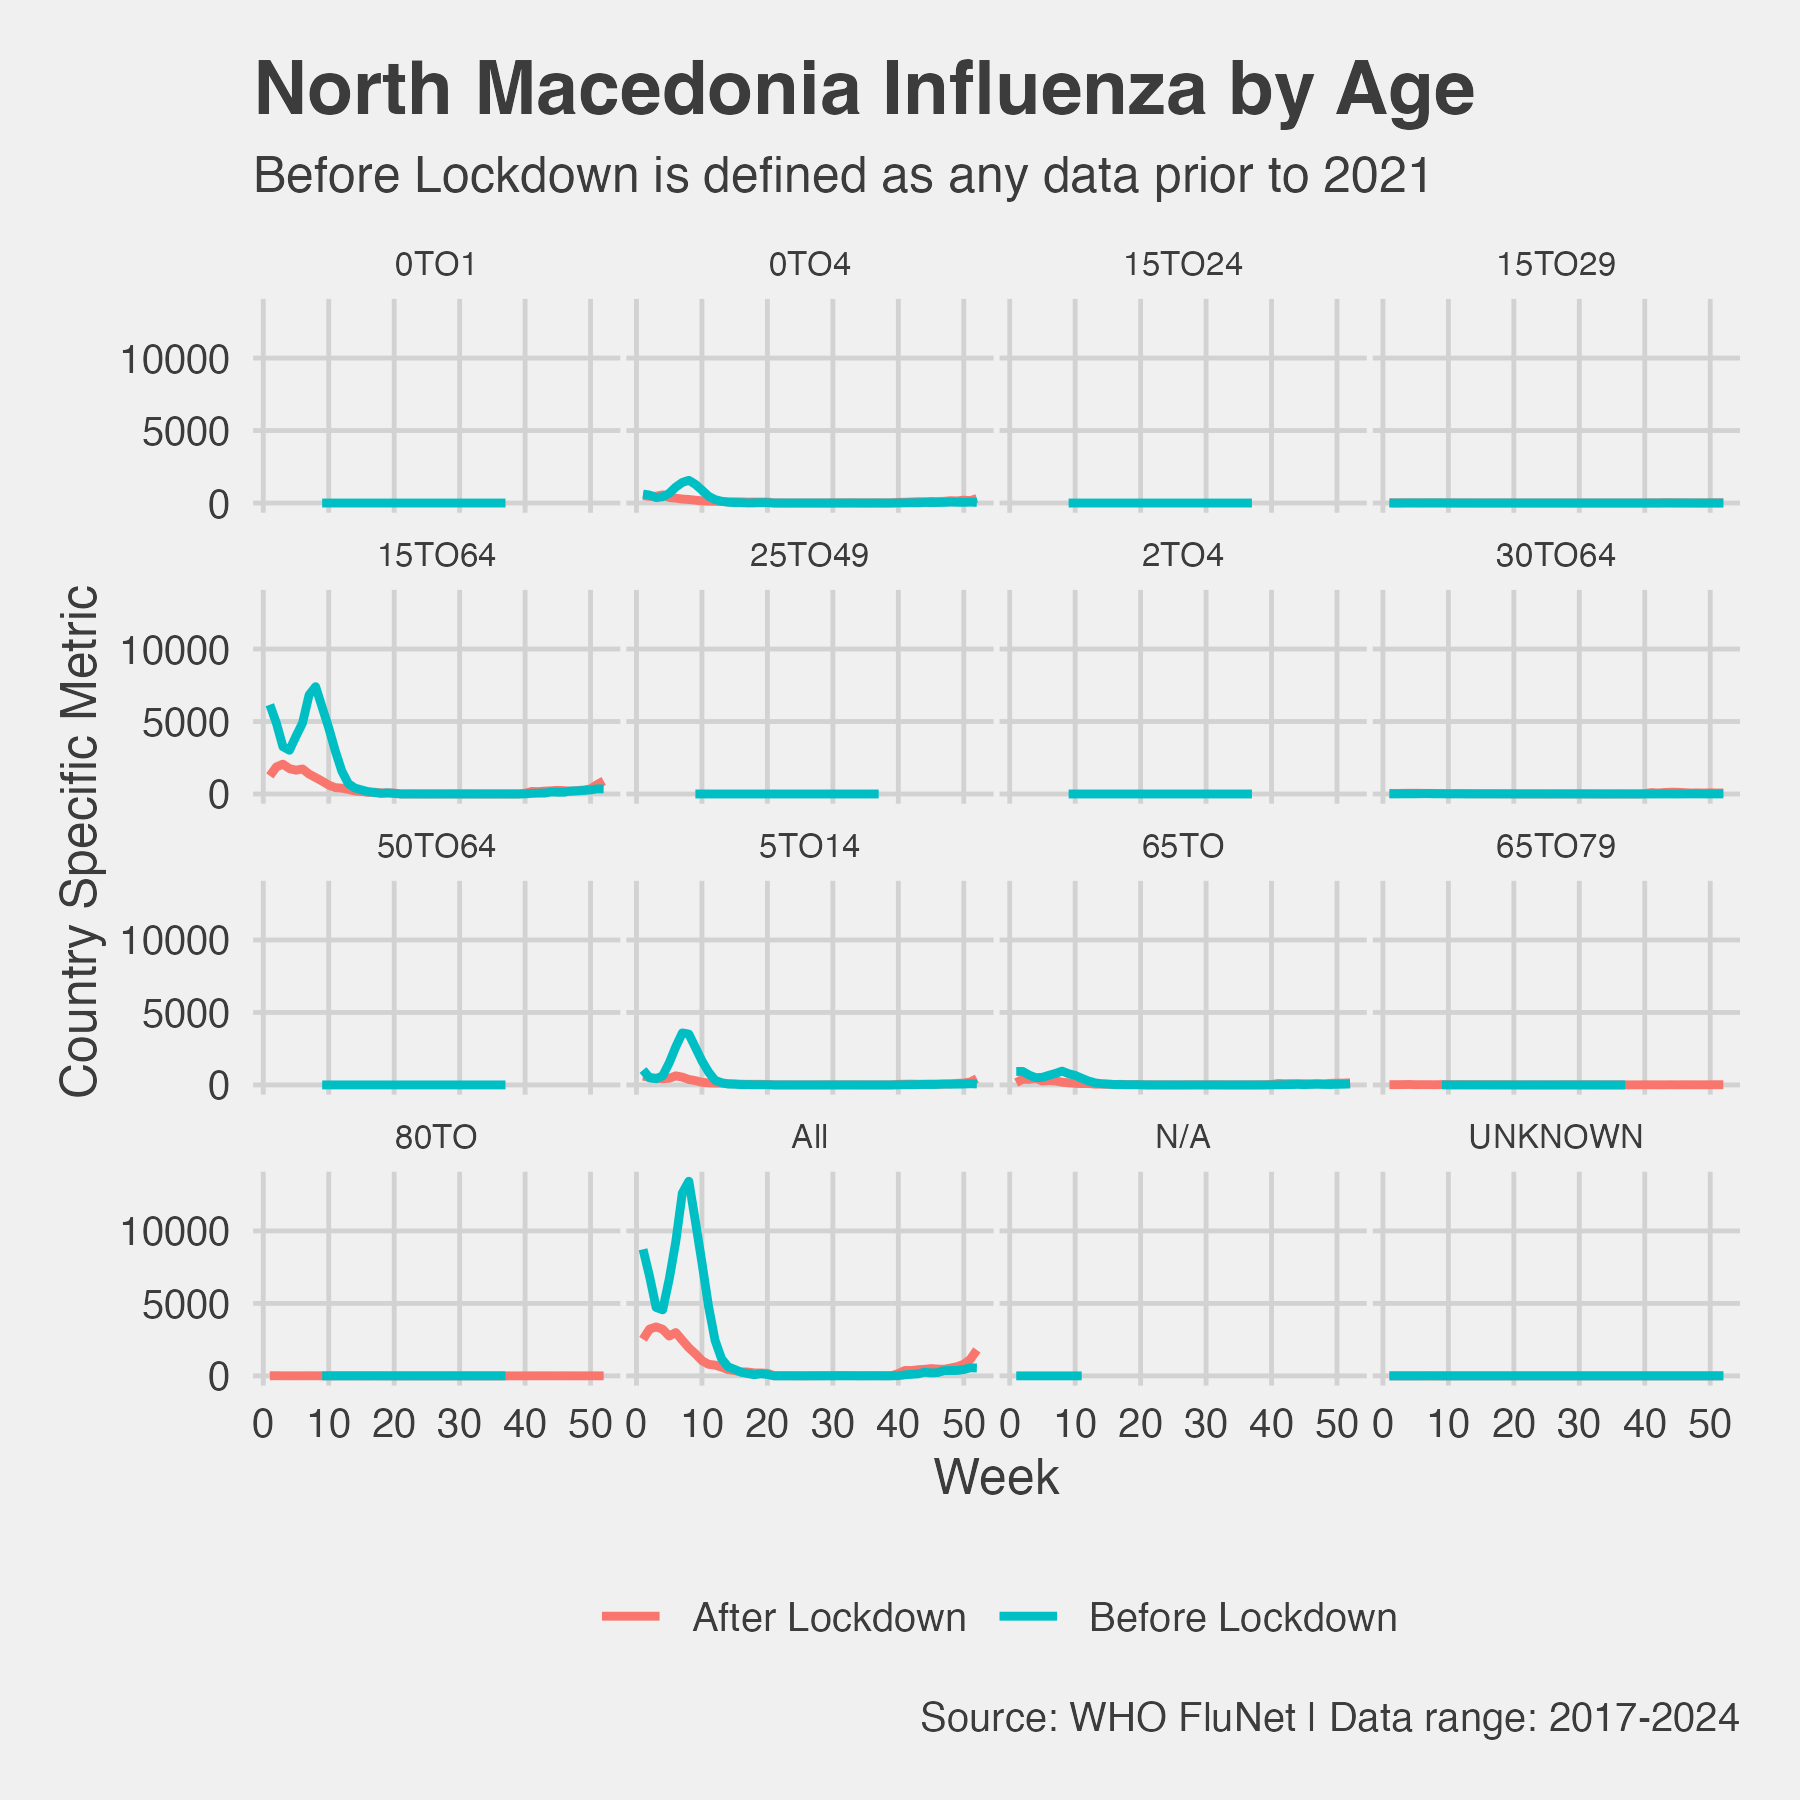 North Macedonia Influenza by Age
Before Lockdown is defined as any data prior to 2021
0TO1 0TO4 15TO24 15TO29
10000
5000
0
15TO64 25TO49 2TO4 30TO64
10000
5000
0
50TO64 5TO14 65TO 65TO79
10000
5000
0
80TO All N/A UNKNOWN
10000
5000
0
0 10 20 30 40 50 0 10 20 30 40 50 0 10 20 30 40 50 0 10 20 30 40 50
Country Specific Metric
Week
After Lockdown Before Lockdown
Source: WHO FluNet | Data range: 2017-2024